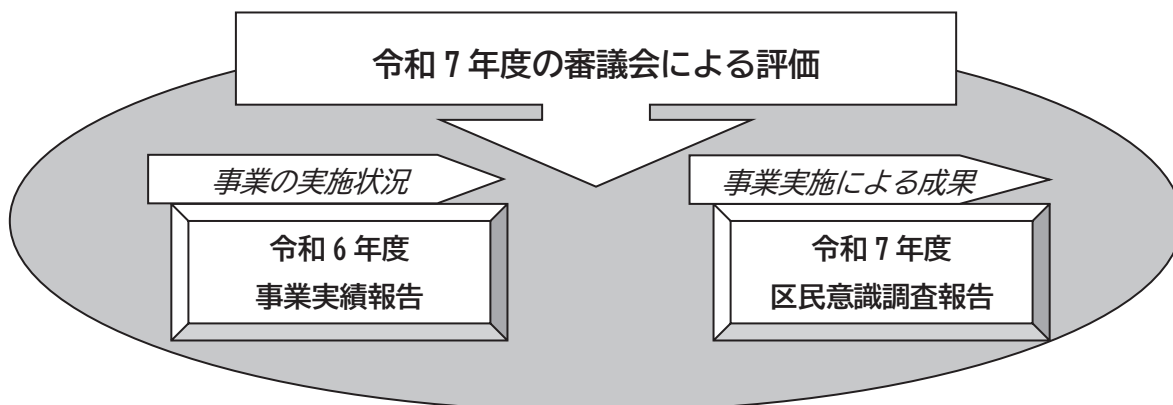 令和７年度の審議会による評価
事業の実施状況
令和６年度
事業実績報告
事業実施による成果
令和７年度
区民意識調査報告